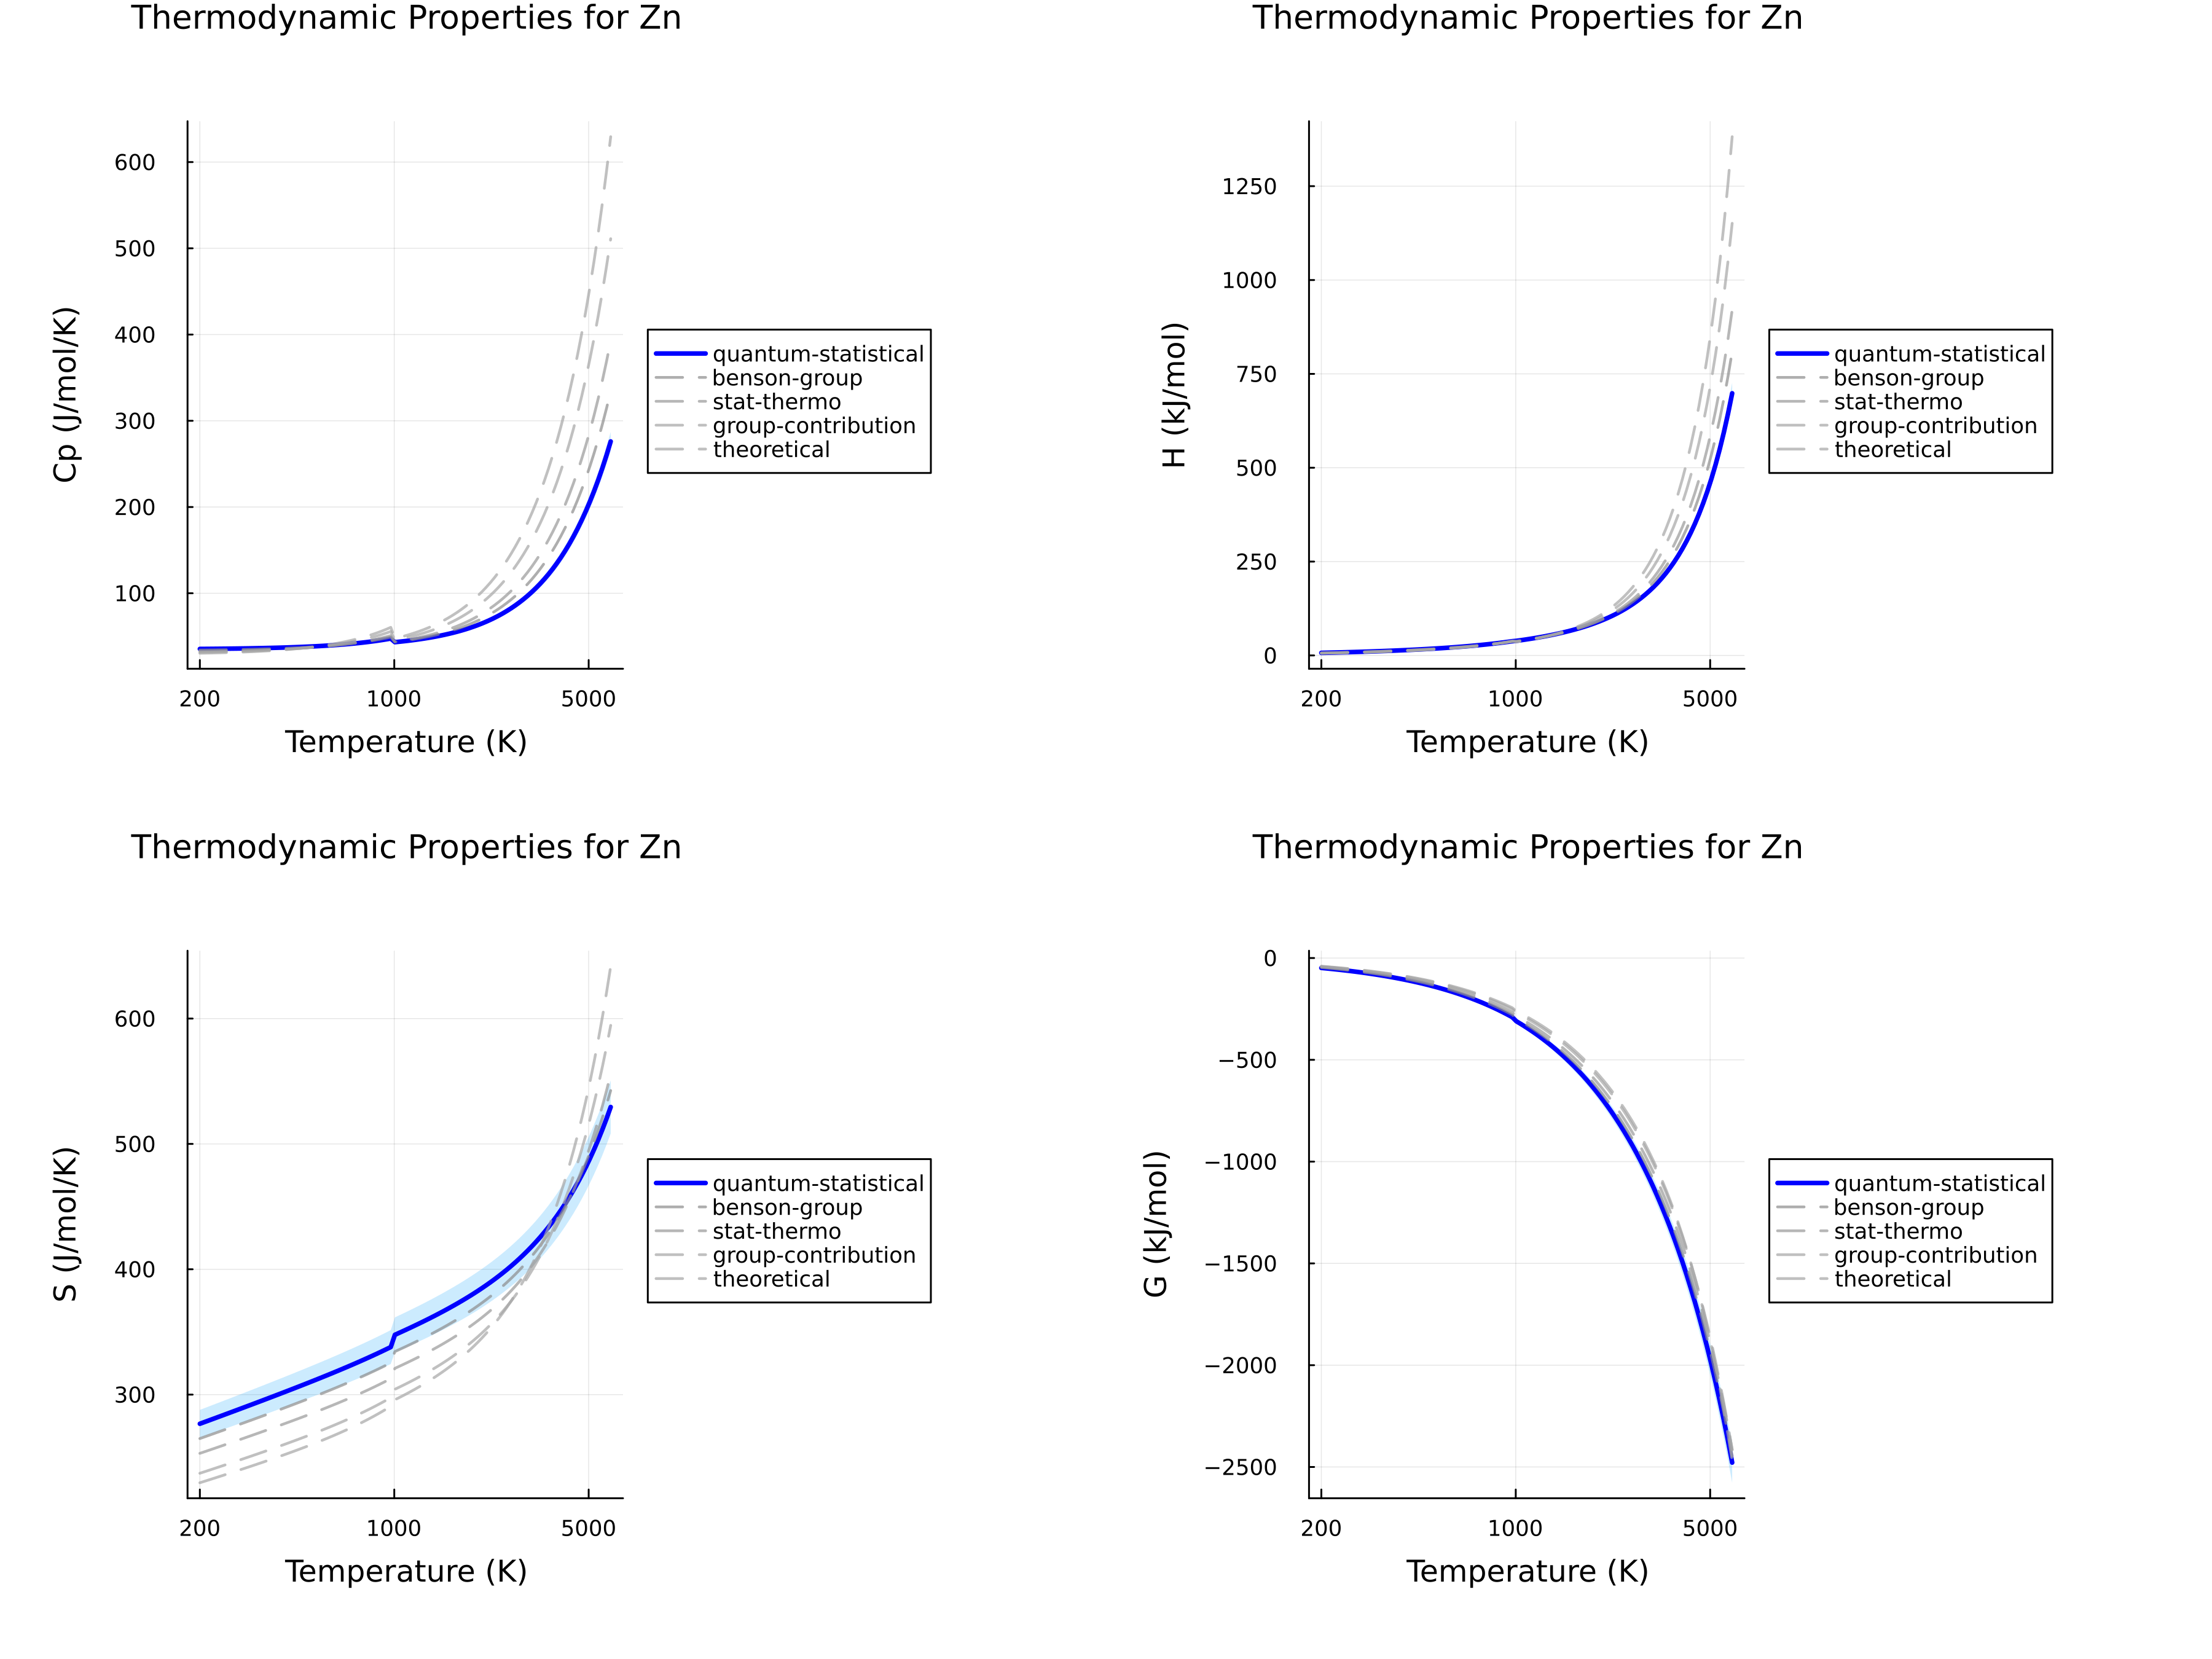 Thermodynamic Properties for Zn
600
500
400
300
200
100
Cp (J/mol/K)
200 1000 5000
Temperature (K)
quantum-statistical
benson-group
stat-thermo
group-contribution
theoretical
Thermodynamic Properties for Zn
1250
1000
750
500
250
0
H (kJ/mol)
200 1000 5000
Temperature (K)
quantum-statistical
benson-group
stat-thermo
group-contribution
theoretical
Thermodynamic Properties for Zn
600
500
400
300
S (J/mol/K)
200 1000 5000
Temperature (K)
quantum-statistical
benson-group
stat-thermo
group-contribution
theoretical
Thermodynamic Properties for Zn
0
−500
−1000
−1500
−2000
−2500
G (kJ/mol)
200 1000 5000
Temperature (K)
quantum-statistical
benson-group
stat-thermo
group-contribution
theoretical